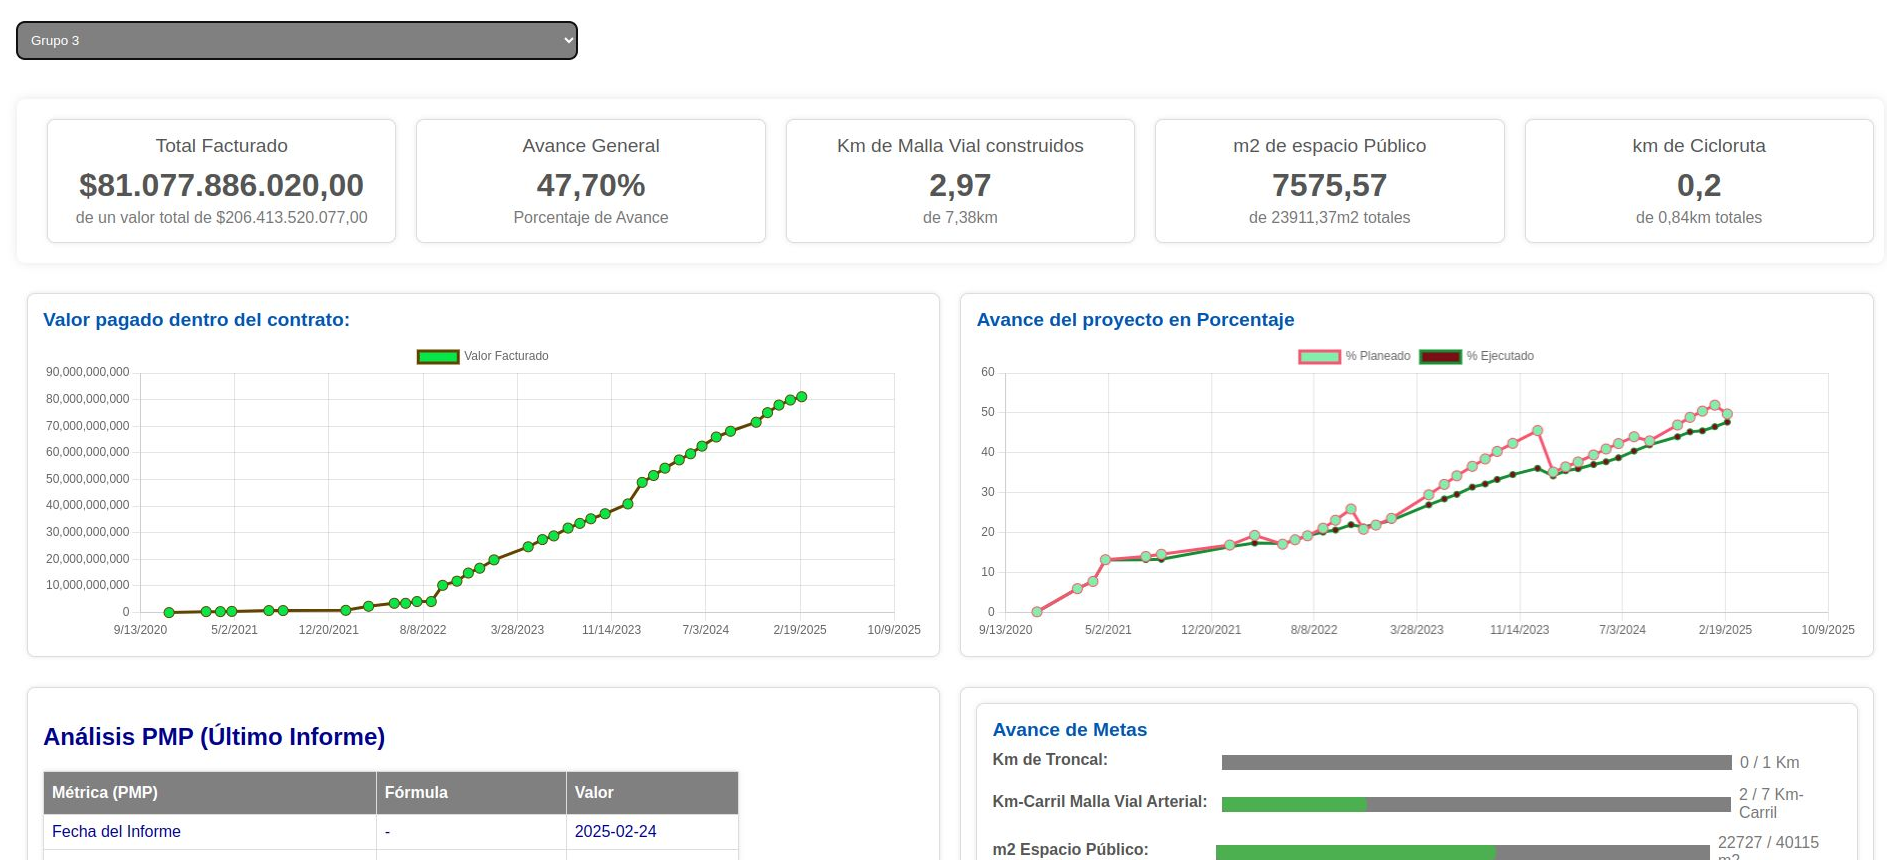 Grupo 3
Total Facturado
$81.077.886.020,00
de un valor total de $206.413.520.077,00
Avance General
47,70%
Porcentaje de Avance
Km de Malla Vial construidos
2,97
de 7,38km
m2 de espacio Público
7575,57
de 23911,37m2 totales
km de Cicloruta
0,2
de 0,84km totales
Valor pagado dentro del contrato:
Valor Facturado
90,000,000,000
80,000,000,000
70,000,000,000
60,000,000,000
50,000,000,000
40,000,000,000
30,000,000,000
20,000,000,000
10,000,000,000
0
9/13/2020 5/2/2021 12/20/2021 8/8/2022 3/28/2023 11/14/2023 7/3/2024 2/19/2025 10/9/2025
Avance del proyecto en Porcentaje
% Planeado % Ejecutado
60
50
40
30
20
10
0
9/13/2020 5/2/2021 12/20/2021 8/8/2022 3/28/2023 11/14/2023 7/3/2024 2/19/2025 10/9/2025
Análisis PMP (Último Informe)
Métrica (PMP) Fórmula Valor
Fecha del Informe - 2025-02-24
Avance de Metas
Km de Troncal: 0 / 1 Km
Km-Carril Malla Vial Arterial: 2 / 7 Km-
Carril
m2 Espacio Público: 22727 / 40115
m2